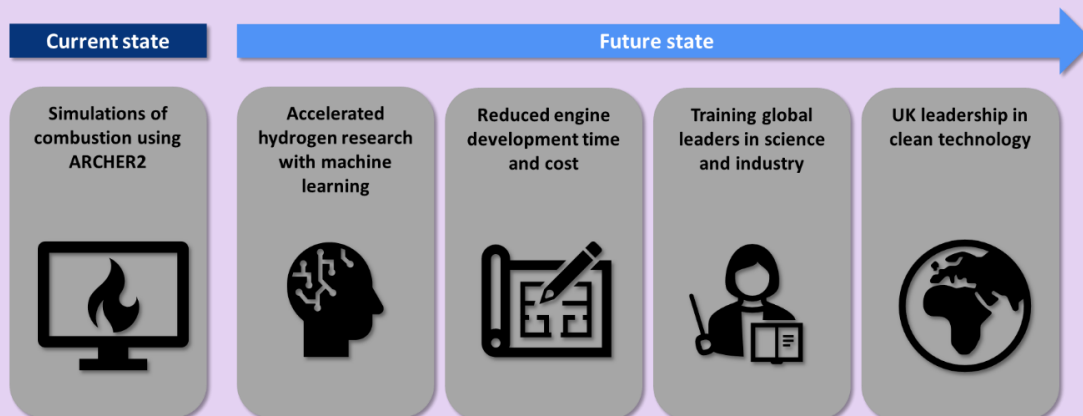 Current state
Future state
Simulations of
combustion using
ARCHER2
Accelerated
hydrogen research
with machine
learning
Reduced engine
development time
and cost
Training global
leaders in science
and industry
UK leadership in
clean technology